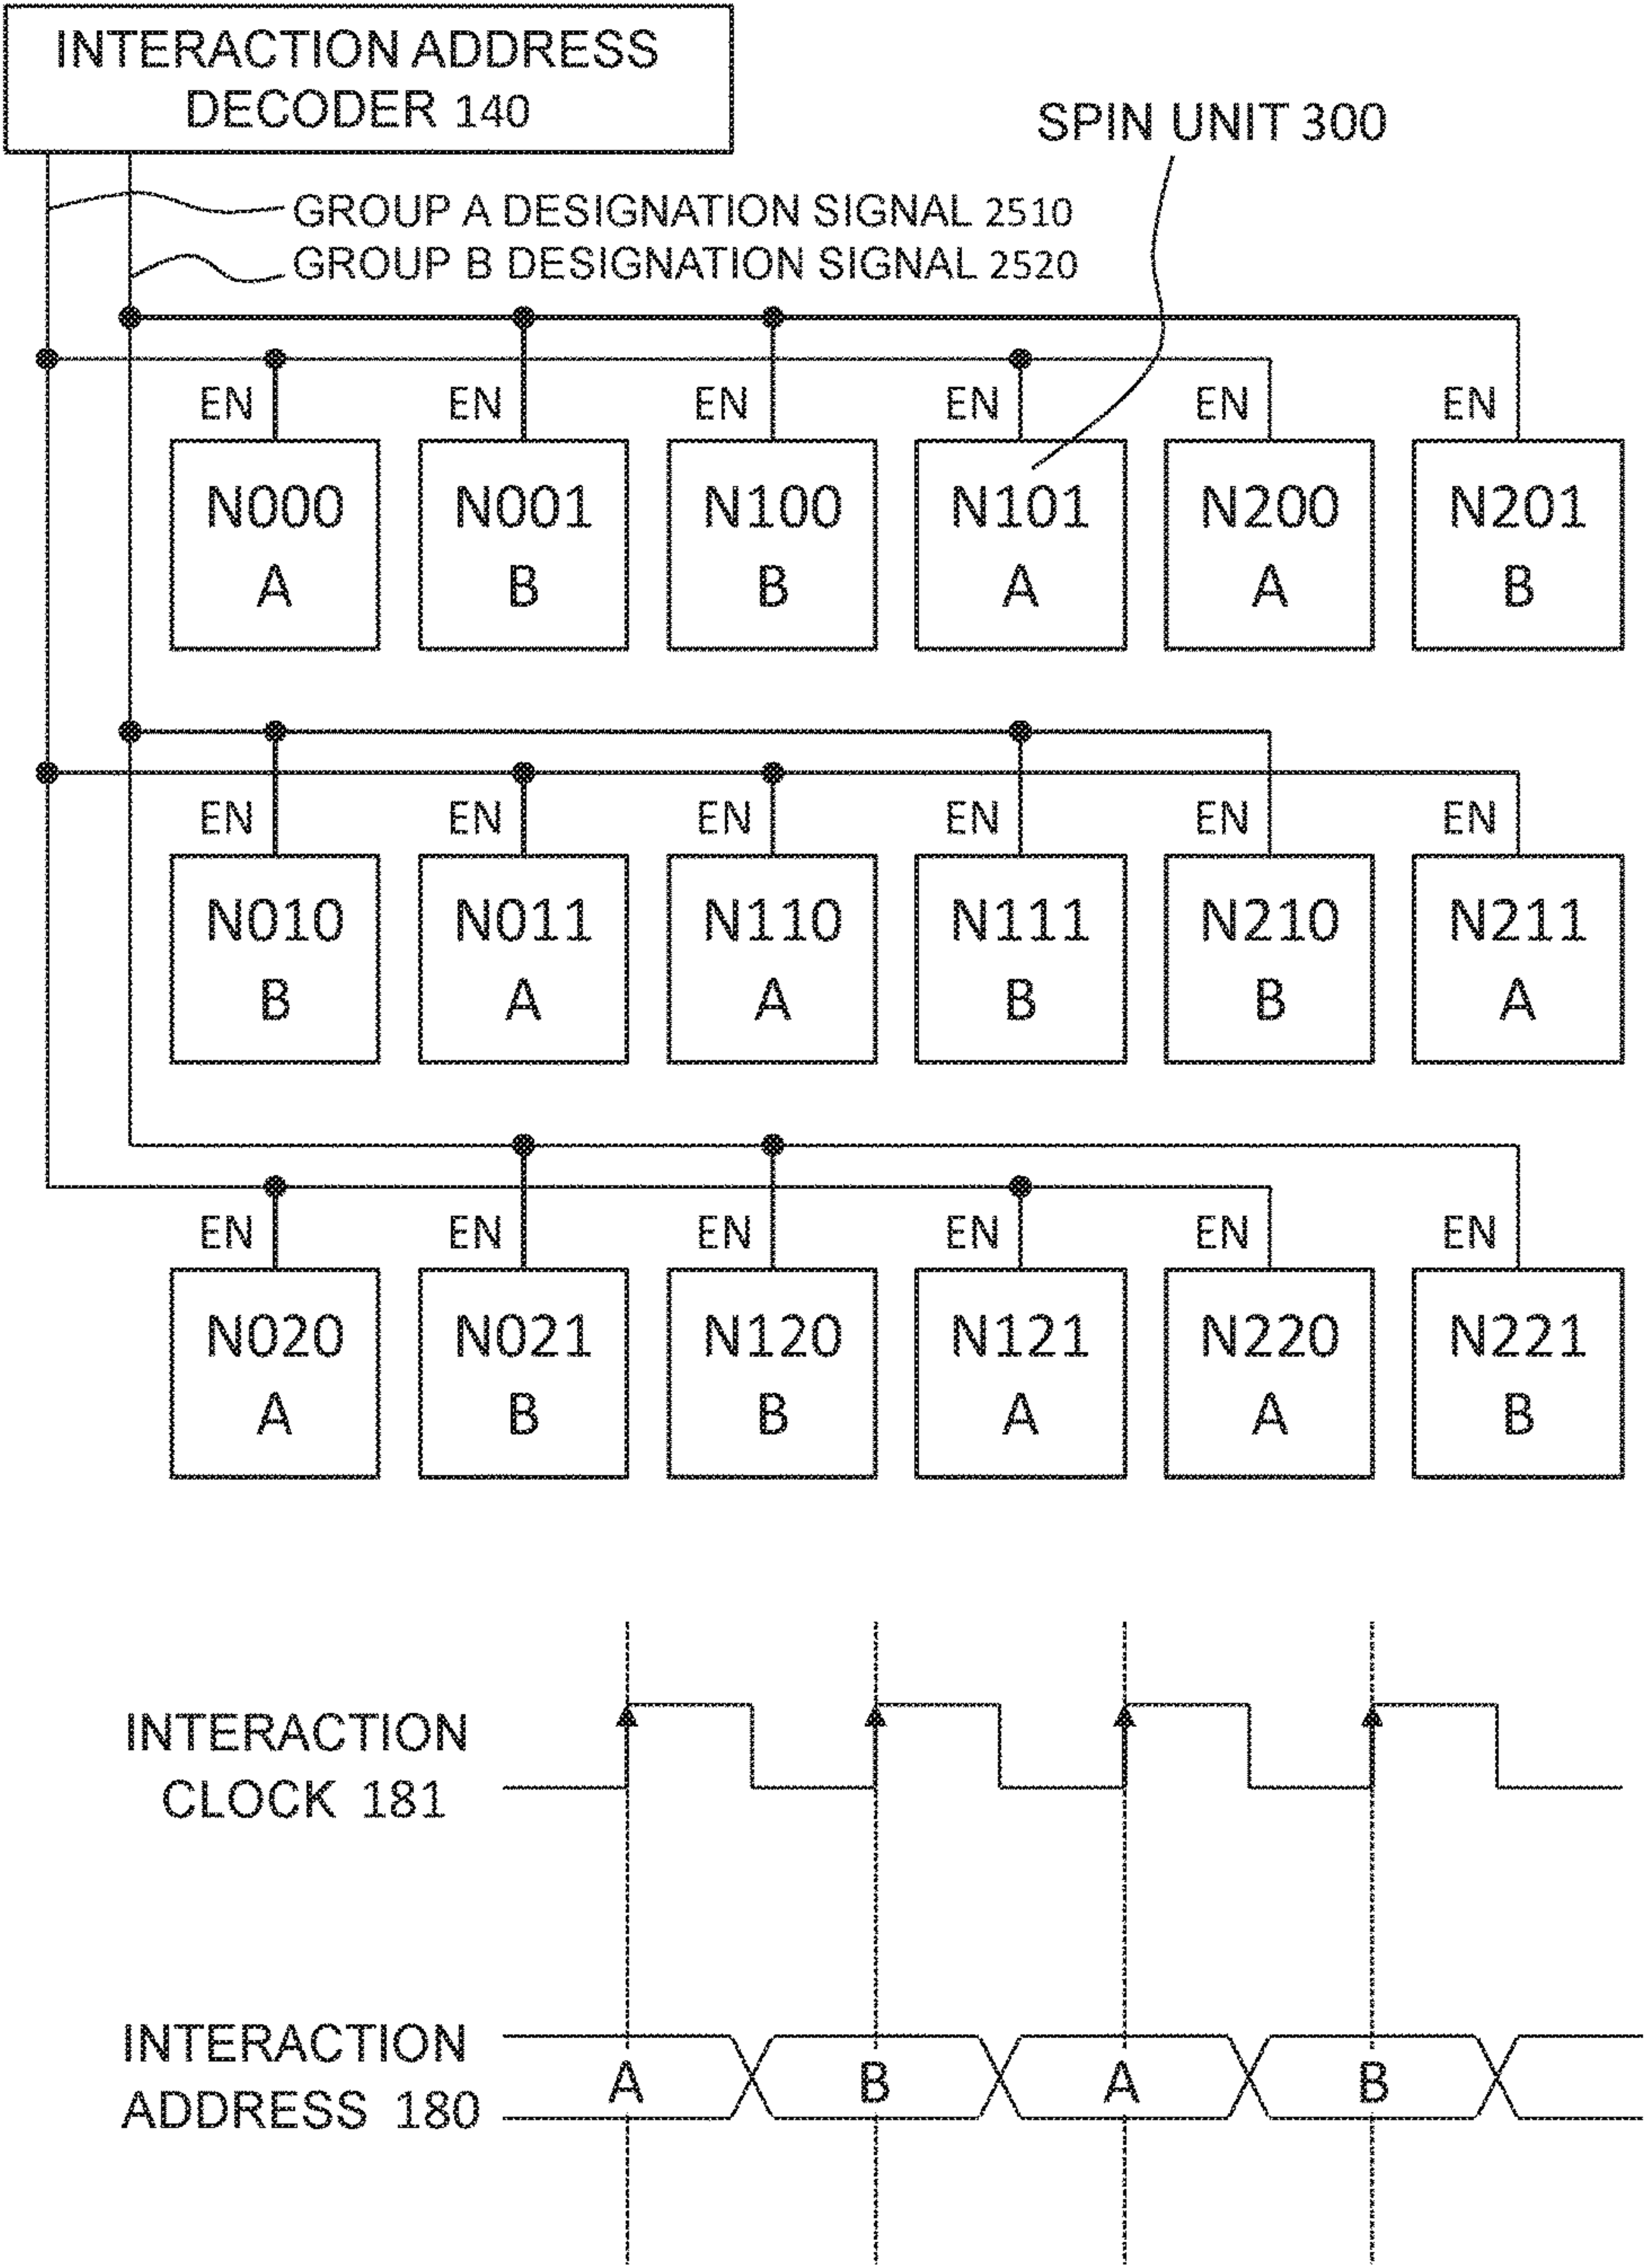 INTERACTION ADDRESS
DECODER 140
SPIN UNIT 300
GROUP A DESIGNATION SIGNAL 2510
GROUP B DESIGNATION SIGNAL 2520
EN EN EN EN EN EN
N000 N001 N100 N101 N200 N201
A B B A A B
EN EN EN EN EN EN
N010 N011 N110 N111 N210 N211
B A A B B A
EN EN EN EN EN EN
N020 N021 N120 N121 N220 N221
A B B A A B
INTERACTION
CLOCK 181
INTERACTION
ADDRESS 180
A B A B